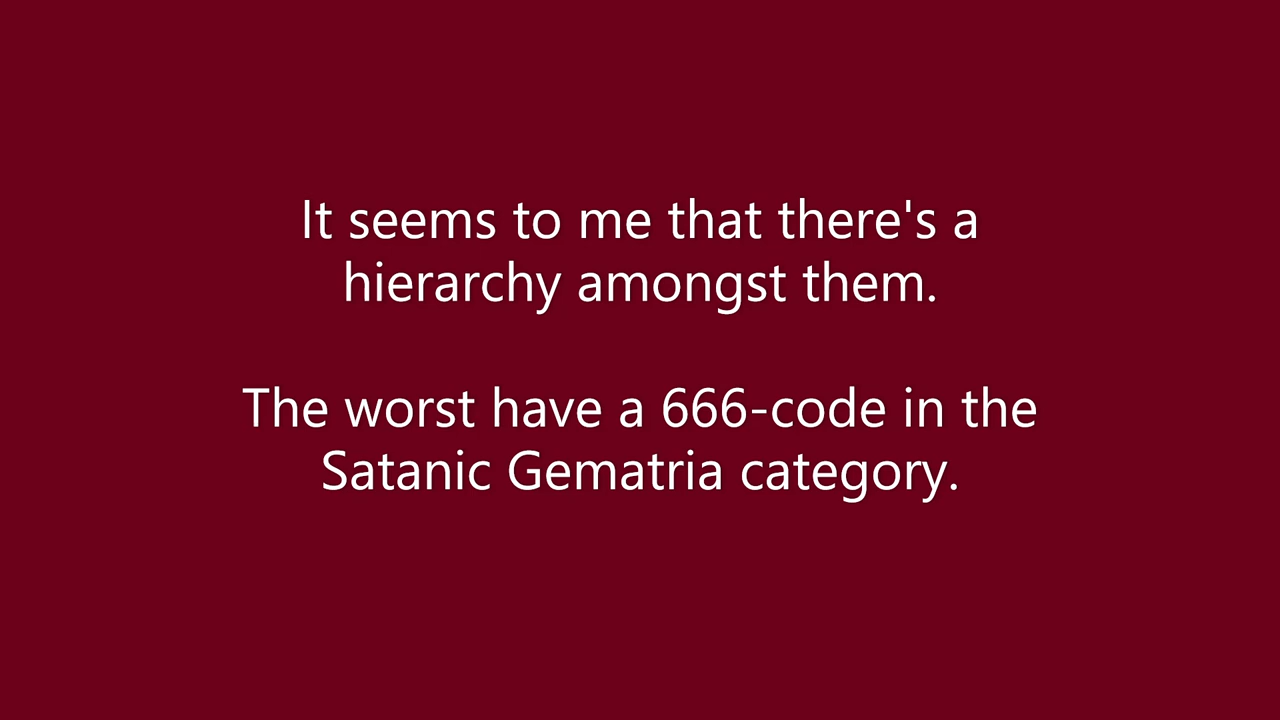 It seems to me that there's a
hierarchy amongst them.
The worst have a 666-code in the
Satanic Gematria category.